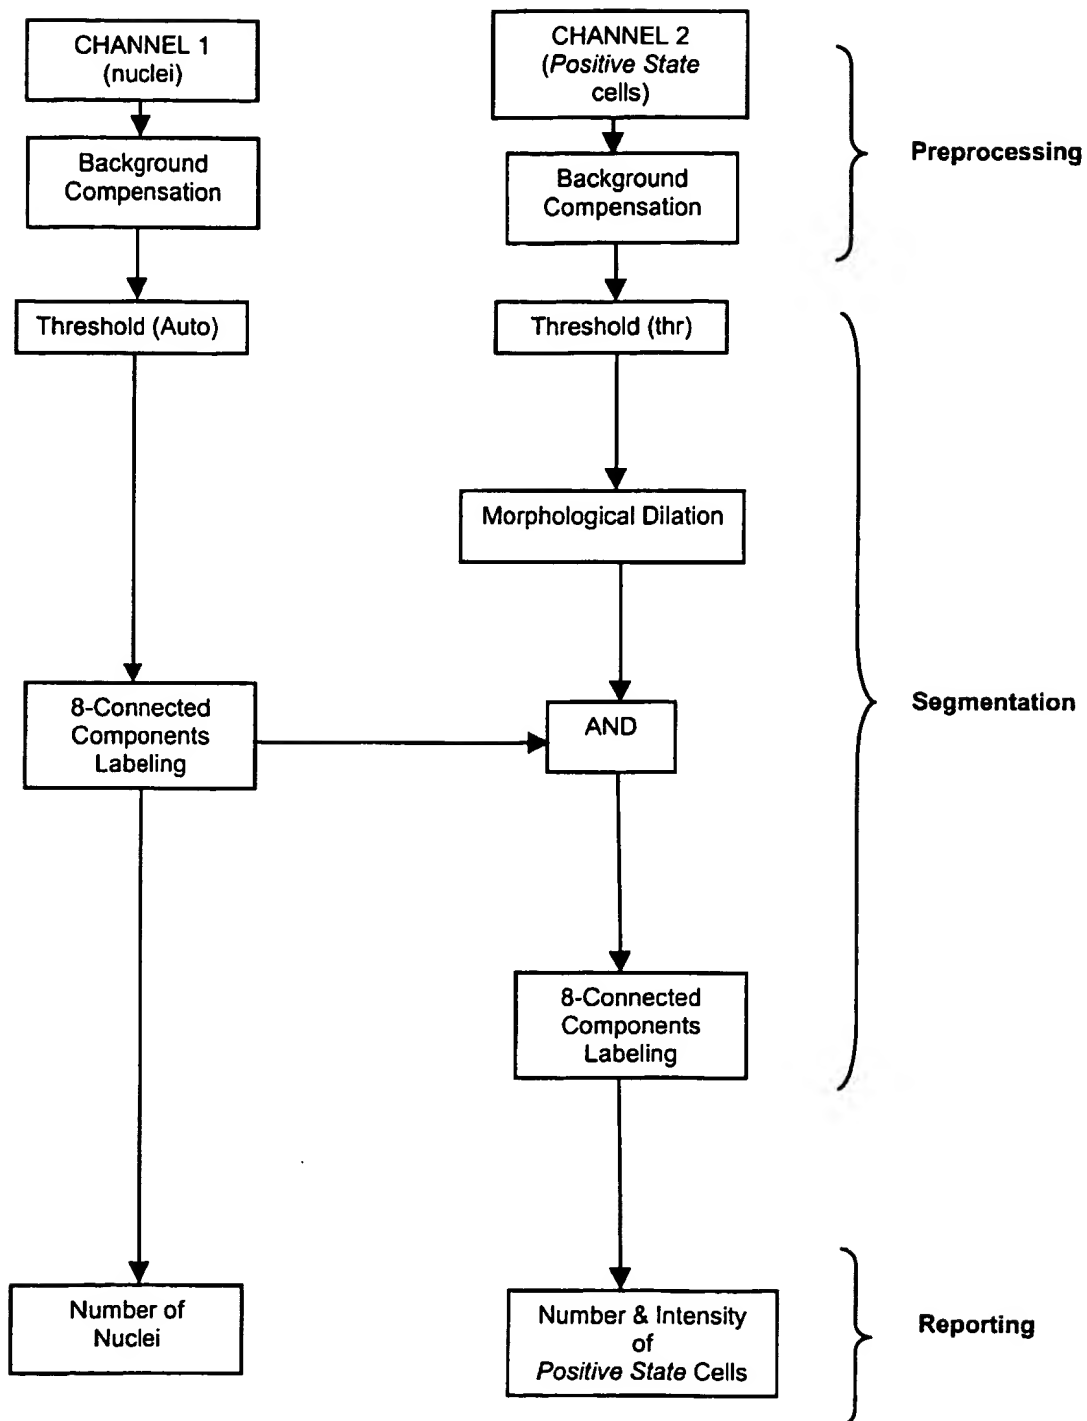 CHANNEL 1
(nuclei)
CHANNEL 2
(Positive State
cells)
Preprocessing
Background
Compensation
Background
Compensation
Threshold (Auto)
Threshold (thr)
Morphological Dilation
8-Connected
Components
Labeling
AND
Segmentation
8-Connected
Components
Labeling
Number of
Nuclei
Number & Intensity
of
Positive State Cells
Reporting